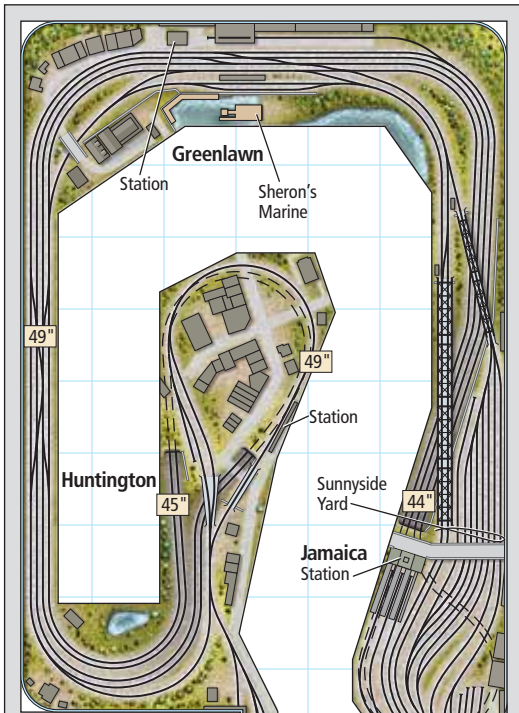 Greenlawn
Station
Sheron's
Marine
49"
49"
Station
Huntington
45"
Sunnyside
Yard
44"
Jamaica
Station